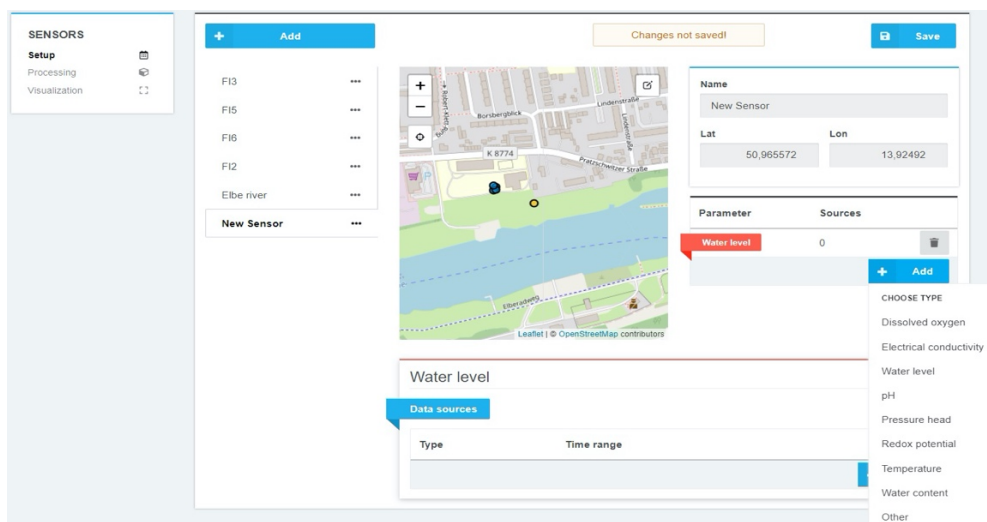 SENSORS
Setup
Processing
Visualization
+ Add
Changes not saved!
Save
FI3
FI5
FI6
FI2
Elbe river
New Sensor
+
−
Borsbergblick
Lindenstraße
Lindenstraße
K 8774
Pratzschwitzer Straße
Elberadweg
Leaflet | © OpenStreetMap contributors
Name
New Sensor
Lat Lon
50,965572 13,92492
Parameter Sources
Water level 0
+ Add
CHOOSE TYPE
Dissolved oxygen
Electrical conductivity
Water level
pH
Pressure head
Redox potential
Temperature
Water content
Other
Water level
Data sources
Type Time range